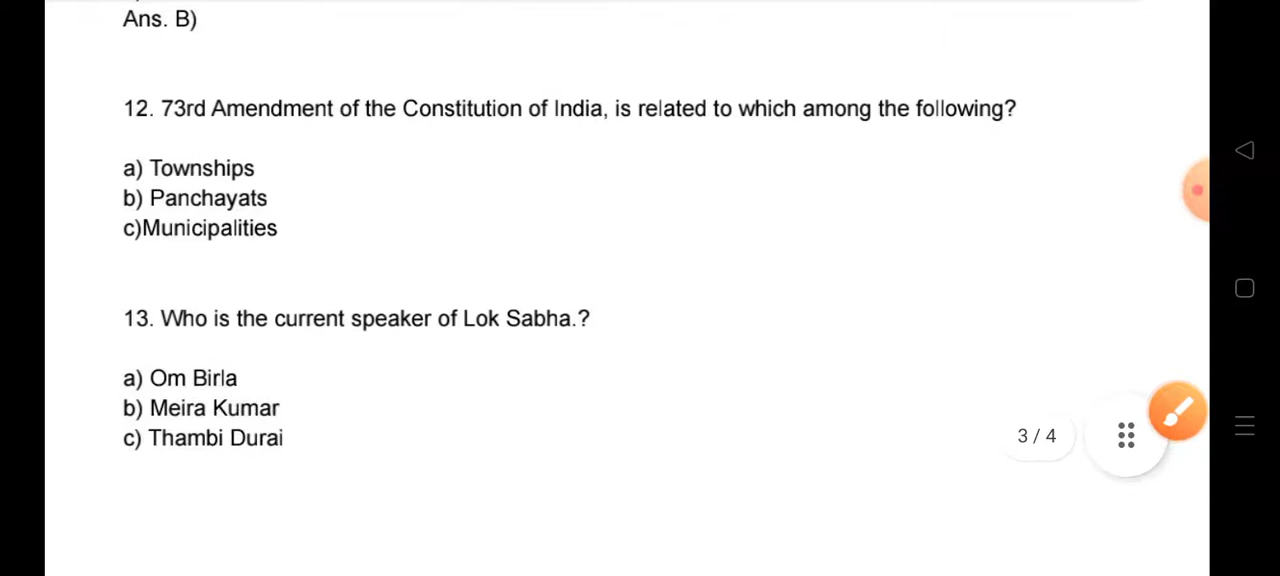 Ans. B)
12. 73rd Amendment of the Constitution of India, is related to which among the following?
a) Townships
b) Panchayats
c)Municipalities
13. Who is the current speaker of Lok Sabha.?
a) Om Birla
b) Meira Kumar
c) Thambi Durai
3 / 4